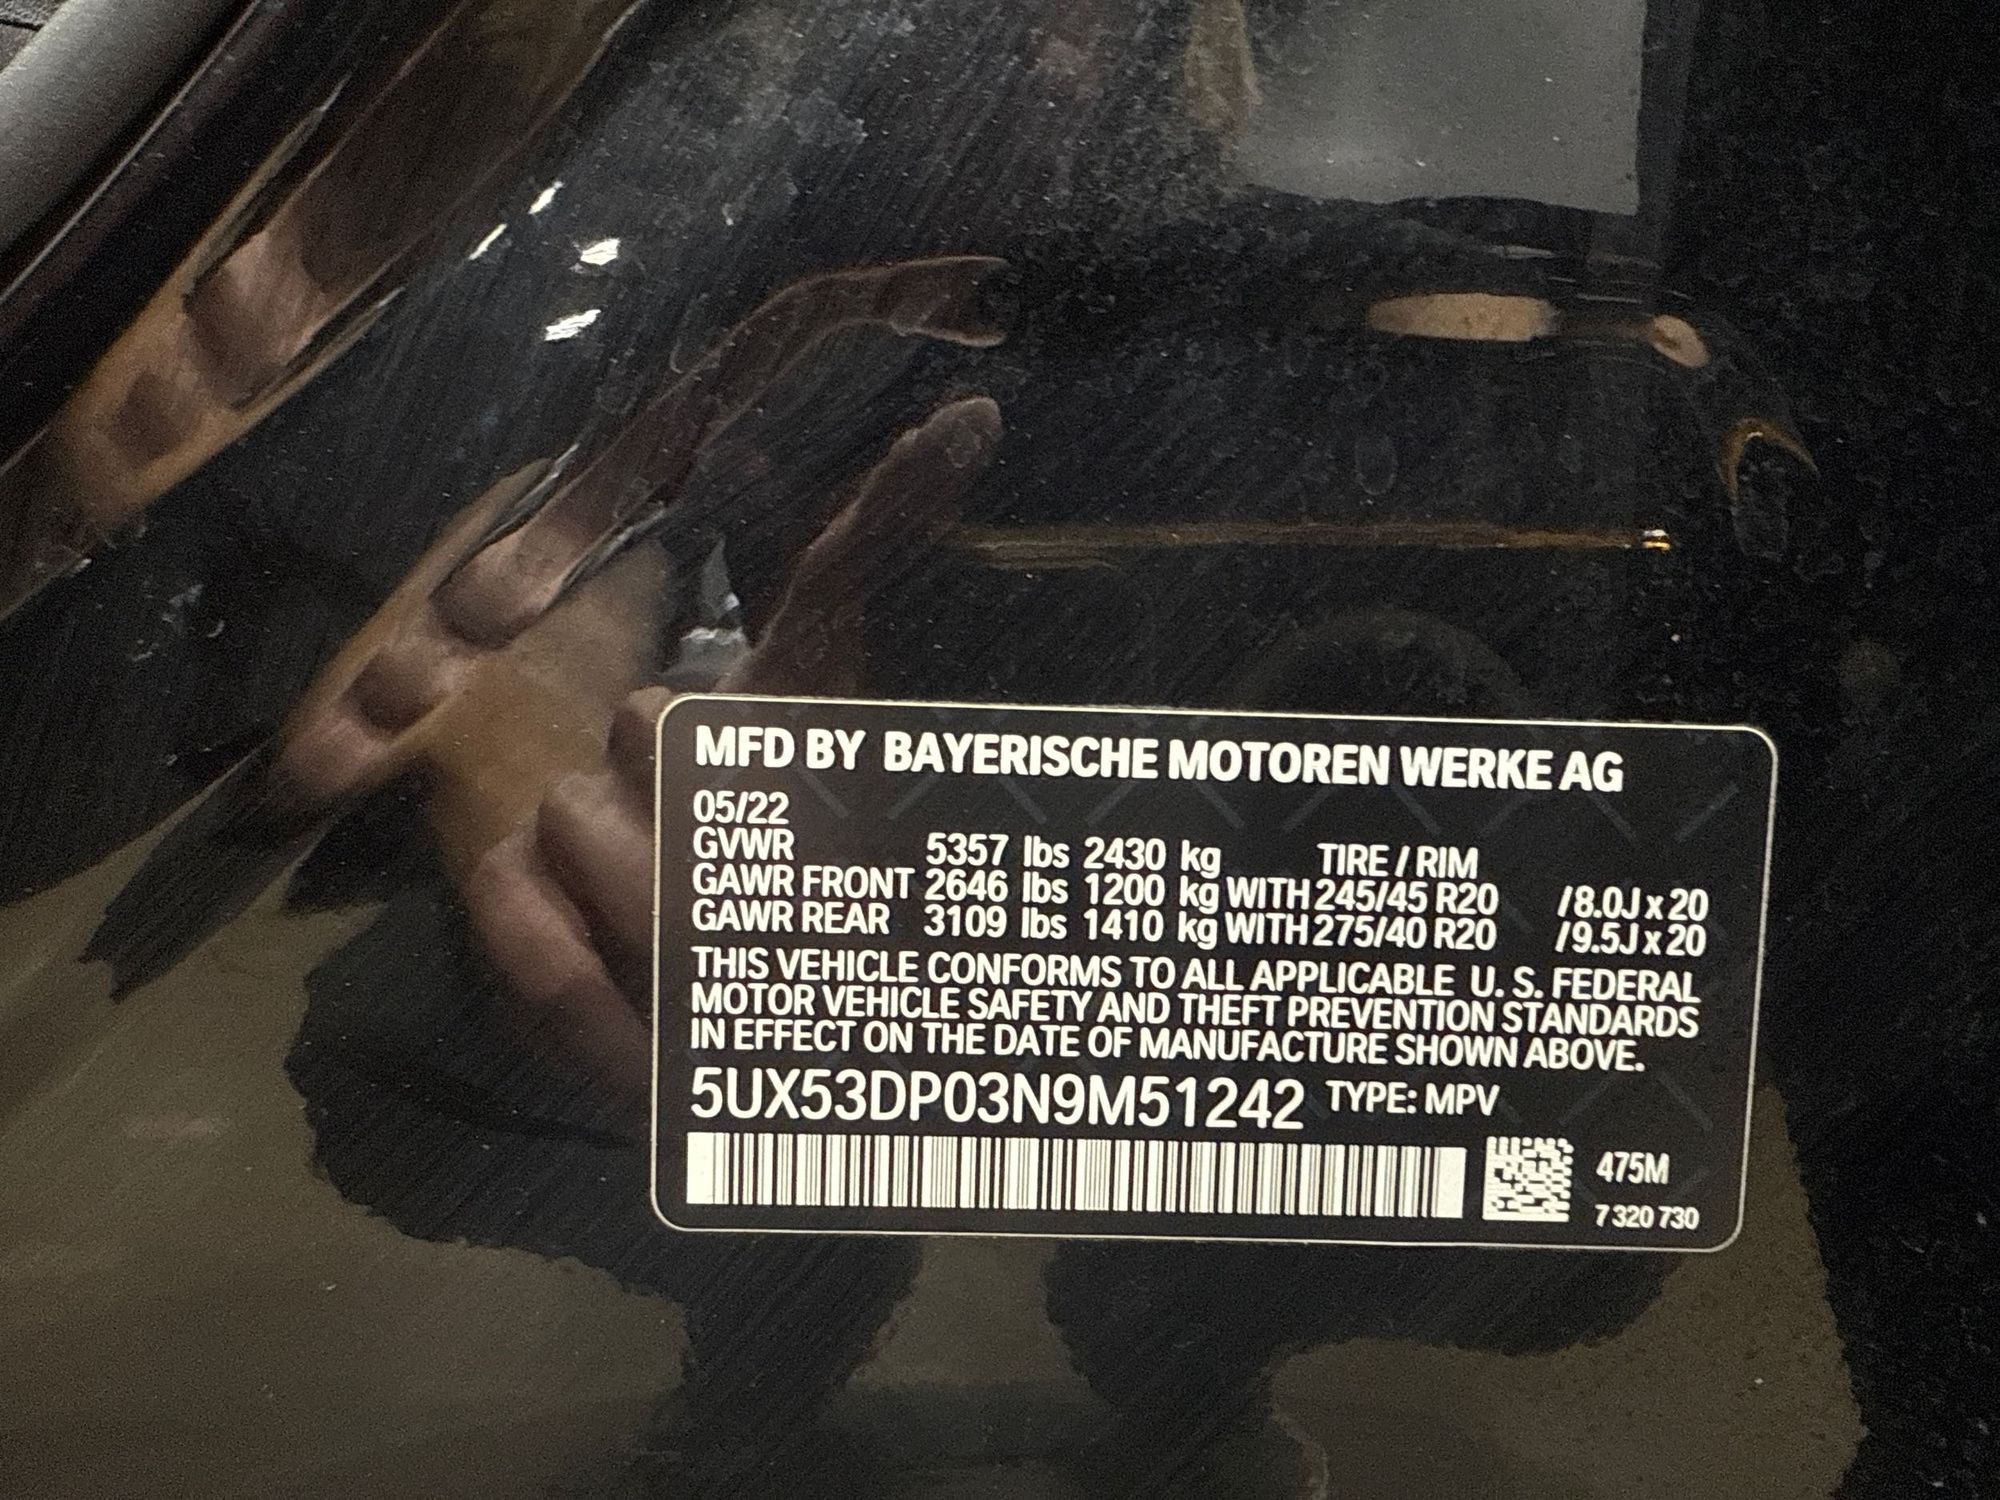 MFD BY BAYERISCHE MOTOREN WERKE AG
05/22
GVWR 5357 lbs 2430 kg TIRE / RIM
GAWR FRONT 2646 lbs 1200 kg WITH 245/45 R20 /8.0J x 20
GAWR REAR 3109 lbs 1410 kg WITH 275/40 R20 /9.5J x 20
THIS VEHICLE CONFORMS TO ALL APPLICABLE U. S. FEDERAL
MOTOR VEHICLE SAFETY AND THEFT PREVENTION STANDARDS
IN EFFECT ON THE DATE OF MANUFACTURE SHOWN ABOVE.
5UX53DP03N9M51242 TYPE: MPV
475M
7 320 730